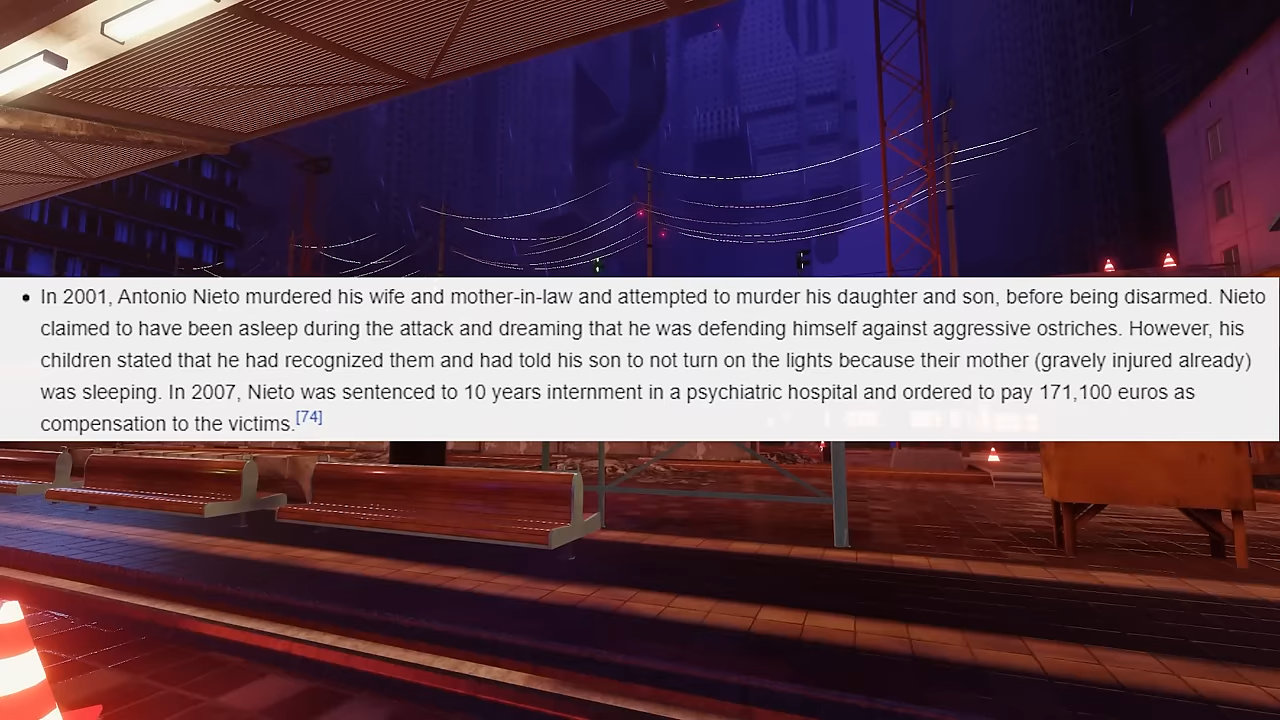 • In 2001, Antonio Nieto murdered his wife and mother-in-law and attempted to murder his daughter and son, before being disarmed. Nieto
claimed to have been asleep during the attack and dreaming that he was defending himself against aggressive ostriches. However, his
children stated that he had recognized them and had told his son to not turn on the lights because their mother (gravely injured already)
was sleeping. In 2007, Nieto was sentenced to 10 years internment in a psychiatric hospital and ordered to pay 171,100 euros as
compensation to the victims.[74]